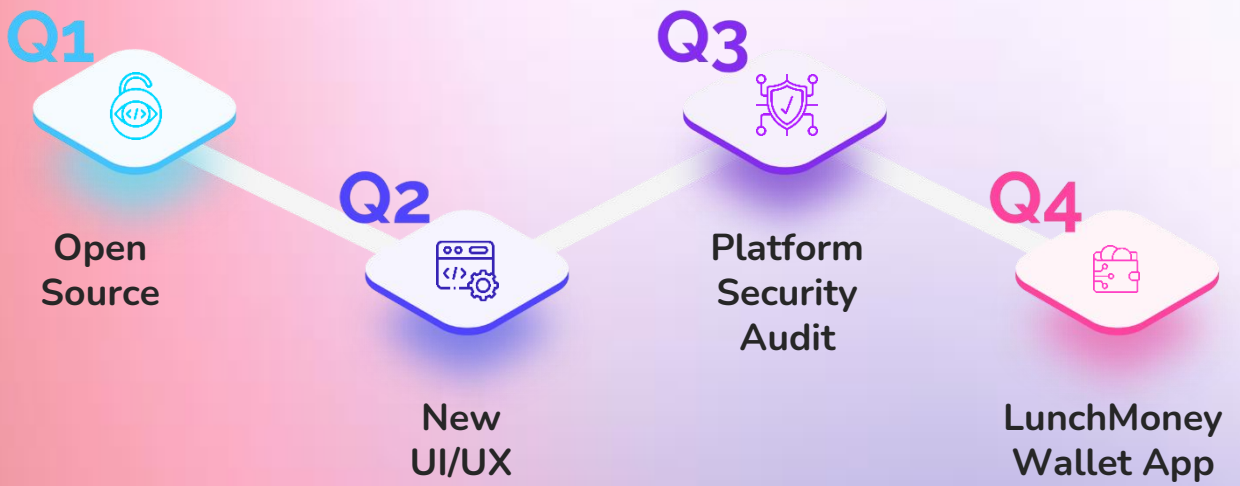 Q1
Open
Source
Q2
New
UI/UX
Q3
Platform
Security
Audit
Q4
LunchMoney
Wallet App